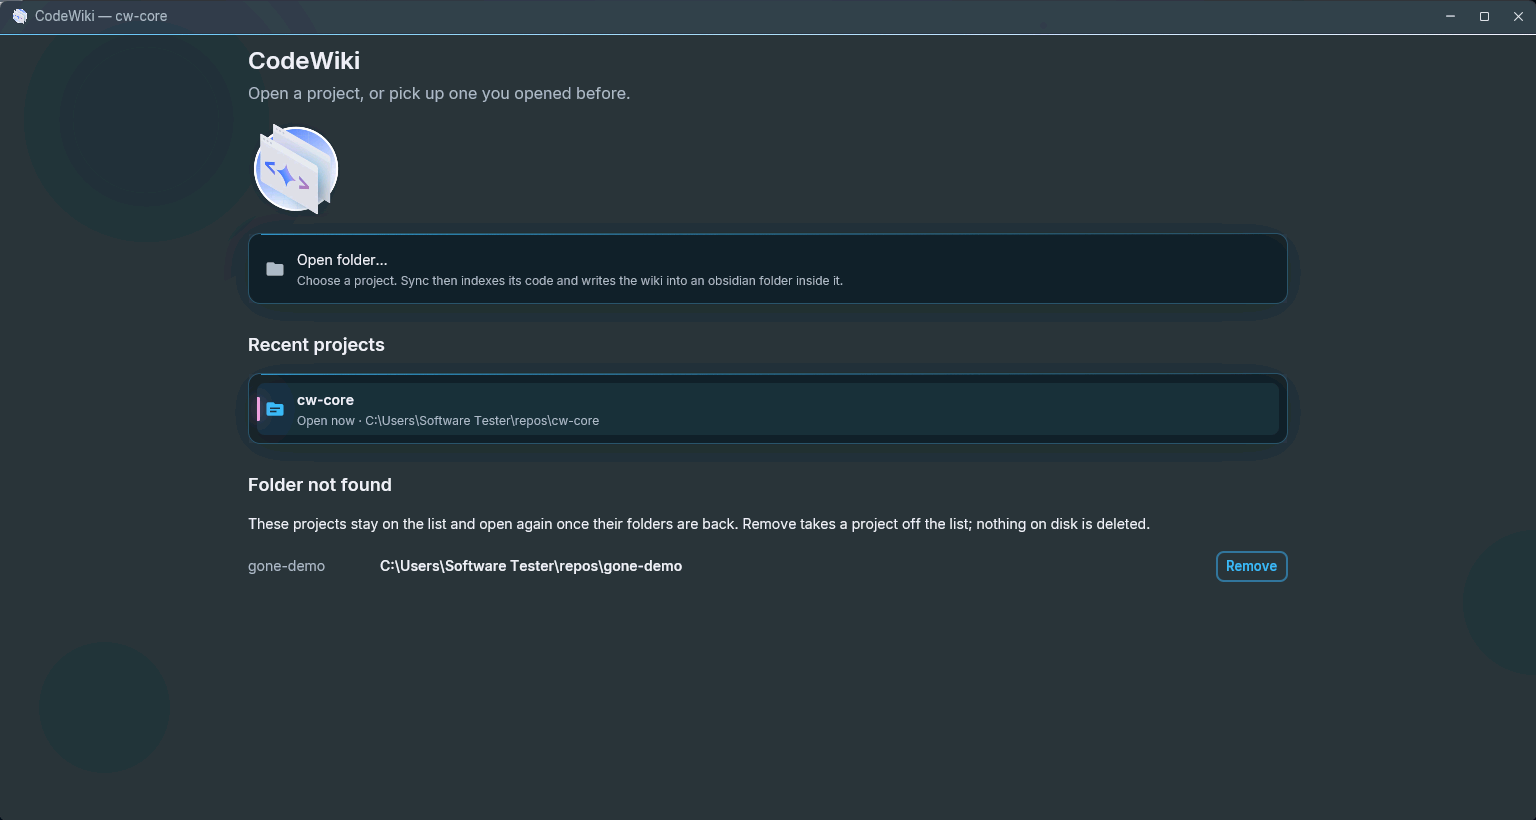 CodeWiki — cw-core
CodeWiki
Open a project, or pick up one you opened before.
Open folder...
Choose a project. Sync then indexes its code and writes the wiki into an obsidian folder inside it.
Recent projects
cw-core
Open now · C:\Users\Software Tester\repos\cw-core
Folder not found
These projects stay on the list and open again once their folders are back. Remove takes a project off the list; nothing on disk is deleted.
gone-demo C:\Users\Software Tester\repos\gone-demo Remove